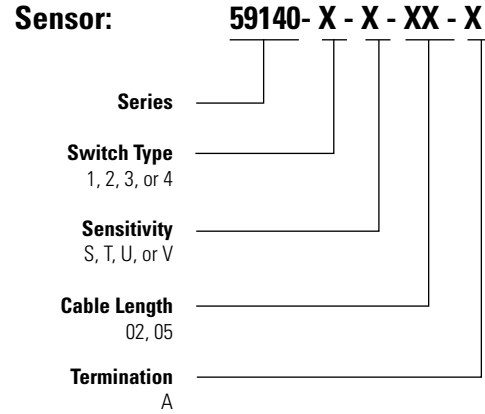 Sensor: 59140- X - X - XX - X
Series
Switch Type
1, 2, 3, or 4
Sensitivity
S, T, U, or V
Cable Length
02, 05
Termination
A